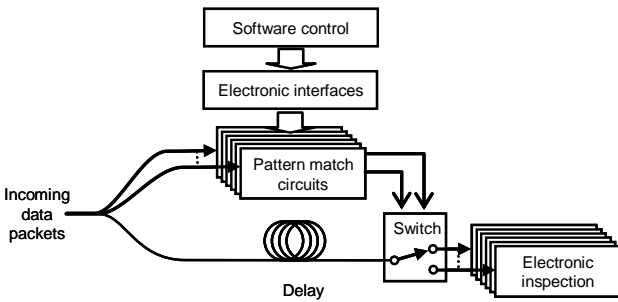 Software control
Electronic interfaces
Pattern match
circuits
Incoming
data
packets
Switch
Delay
Electronic
inspection